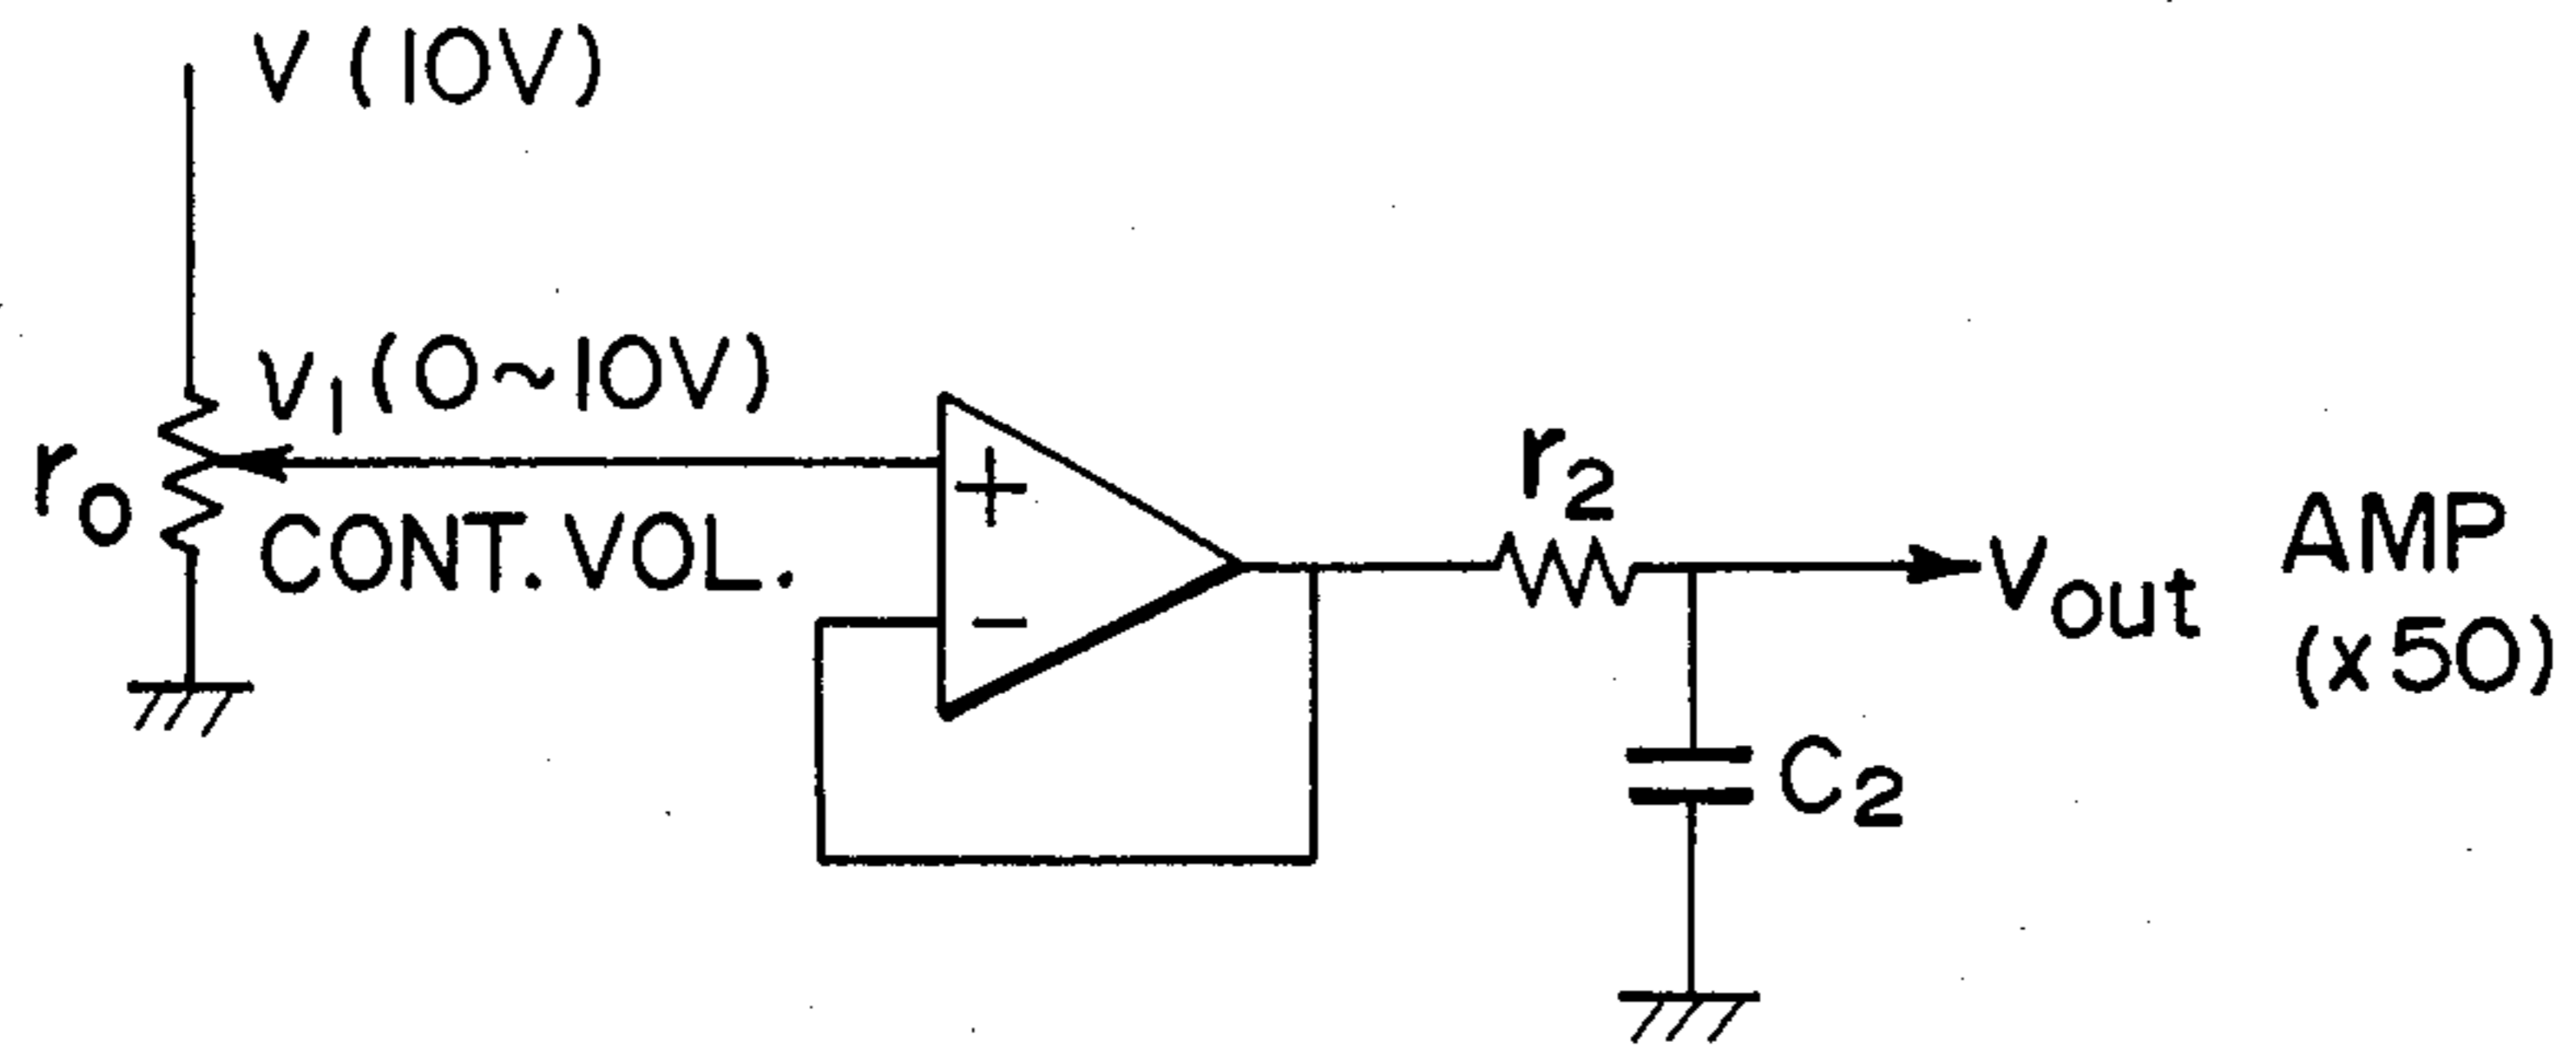 V (10V)
V1 (0~10V)
r0
CONT. VOL.
+
−
r2
Vout
AMP
(x50)
C2